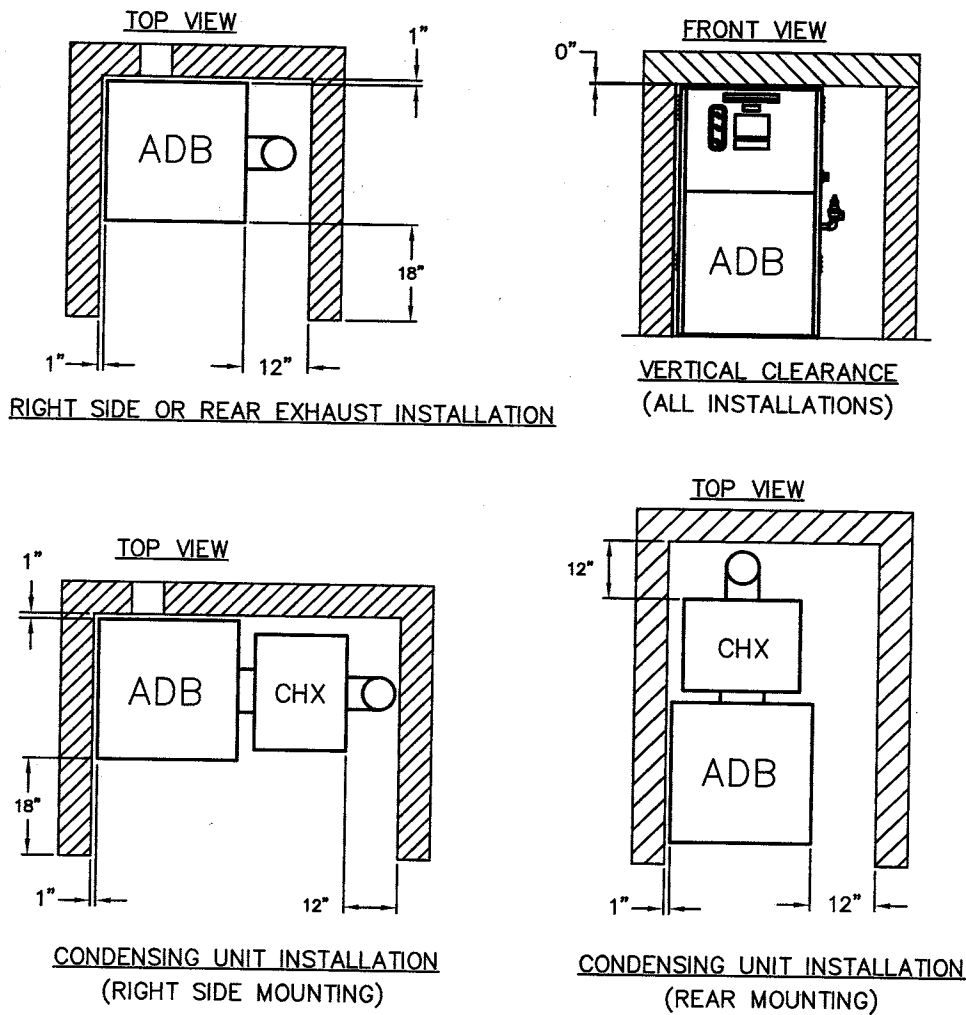 TOP VIEW
1"
ADB
18"
1"
12"
RIGHT SIDE OR REAR EXHAUST INSTALLATION
FRONT VIEW
0"
ADB
VERTICAL CLEARANCE
(ALL INSTALLATIONS)
TOP VIEW
1"
ADB
CHX
18"
1"
12"
CONDENSING UNIT INSTALLATION
(RIGHT SIDE MOUNTING)
TOP VIEW
12"
CHX
ADB
1"
12"
CONDENSING UNIT INSTALLATION
(REAR MOUNTING)